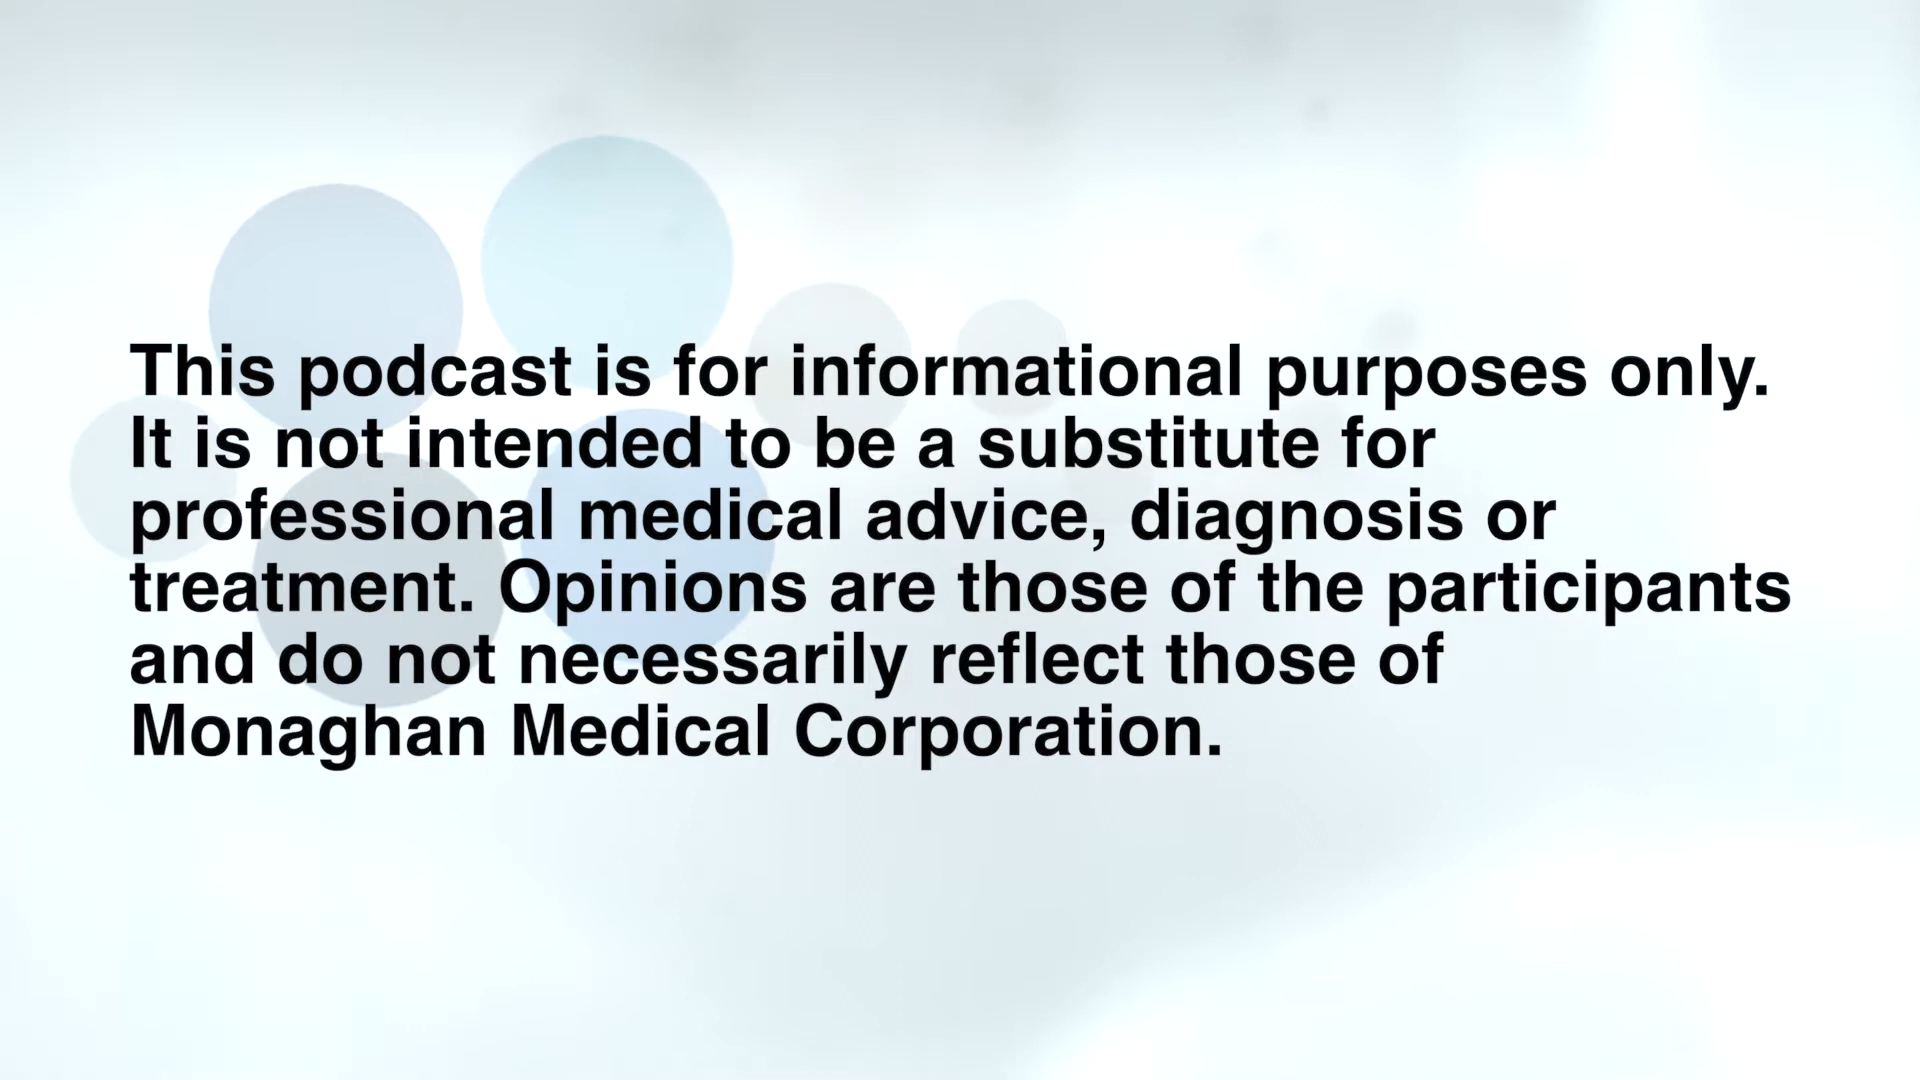 This podcast is for informational purposes only.
It is not intended to be a substitute for
professional medical advice, diagnosis or
treatment. Opinions are those of the participants
and do not necessarily reflect those of
Monaghan Medical Corporation.